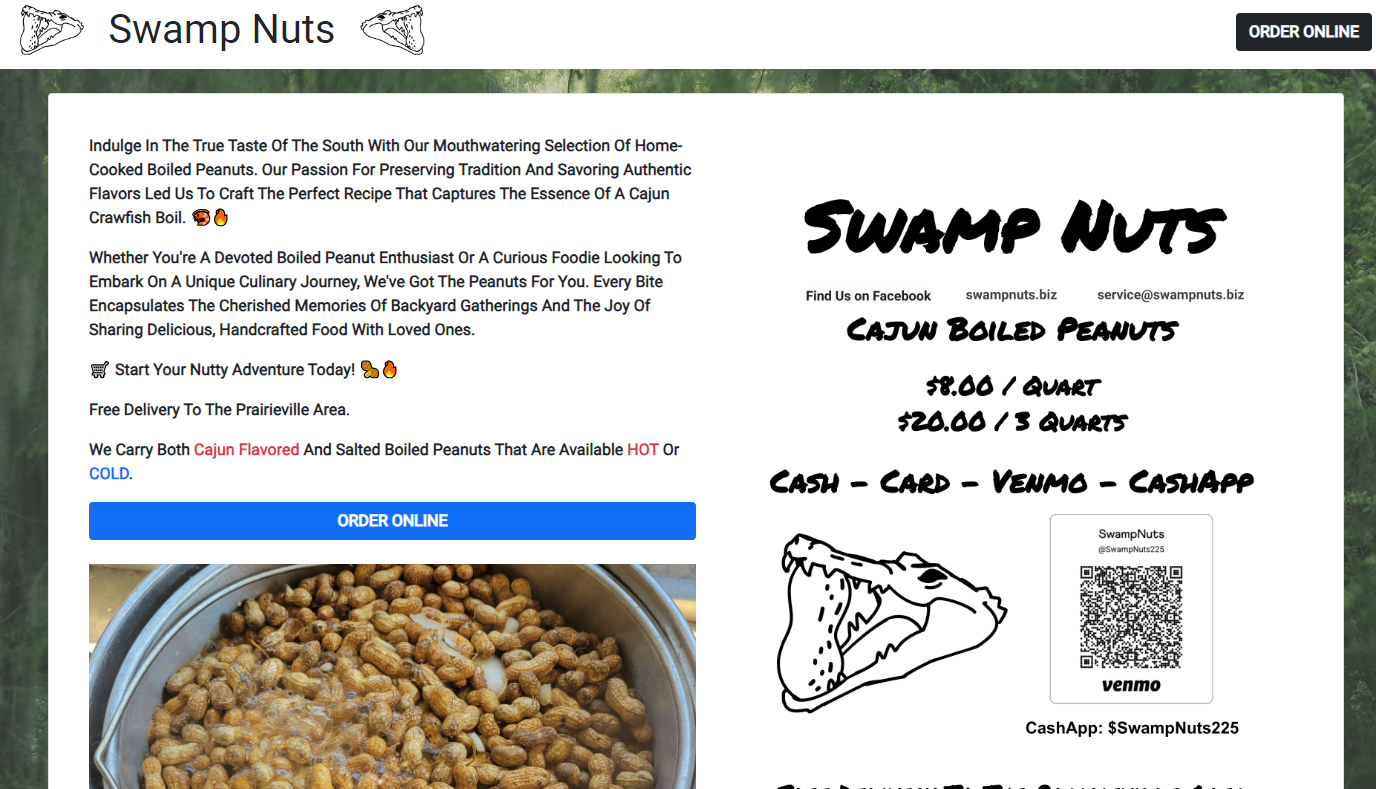 Swamp Nuts
ORDER ONLINE
Indulge In The True Taste Of The South With Our Mouthwatering Selection Of Home-
Cooked Boiled Peanuts. Our Passion For Preserving Tradition And Savoring Authentic
Flavors Led Us To Craft The Perfect Recipe That Captures The Essence Of A Cajun
Crawfish Boil. 🦐🔥
Whether You're A Devoted Boiled Peanut Enthusiast Or A Curious Foodie Looking To
Embark On A Unique Culinary Journey, We've Got The Peanuts For You. Every Bite
Encapsulates The Cherished Memories Of Backyard Gatherings And The Joy Of
Sharing Delicious, Handcrafted Food With Loved Ones.
🛒 Start Your Nutty Adventure Today! 🥜🔥
Free Delivery To The Prairieville Area.
We Carry Both Cajun Flavored And Salted Boiled Peanuts That Are Available HOT Or
COLD.
ORDER ONLINE
Swamp Nuts
Find Us on Facebook swampnuts.biz service@swampnuts.biz
Cajun Boiled Peanuts
$8.00 / Quart
$20.00 / 3 Quarts
Cash - Card - Venmo - CashApp
SwampNuts
@SwampNuts225
venmo
CashApp: $SwampNuts225